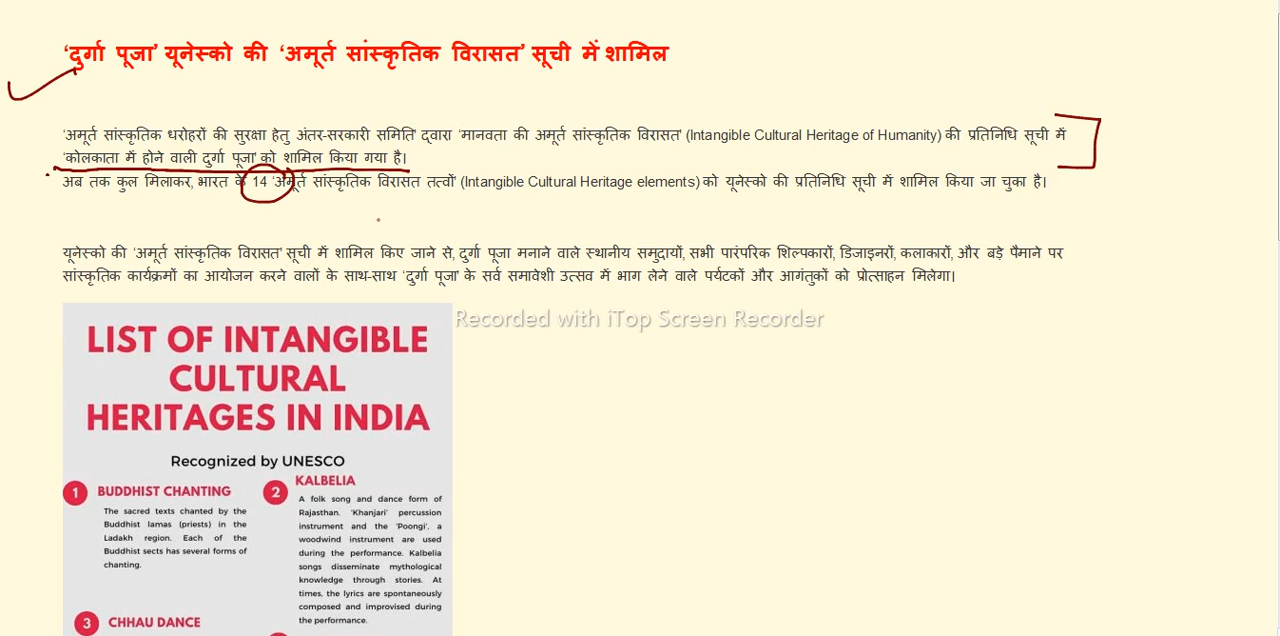 ‘दुर्गा पूजा’ यूनेस्को की ‘अमूर्त सांस्कृतिक विरासत’ सूची में शामिल
‘अमूर्त सांस्कृतिक धरोहरों की सुरक्षा हेतु अंतर-सरकारी समिति’ द्वारा ‘मानवता की अमूर्त सांस्कृतिक विरासत’ (Intangible Cultural Heritage of Humanity) की प्रतिनिधि सूची में
‘कोलकाता में होने वाली दुर्गा पूजा’ को शामिल किया गया है।
अब तक कुल मिलाकर, भारत के 14 ‘अमूर्त सांस्कृतिक विरासत तत्वों’ (Intangible Cultural Heritage elements) को यूनेस्को की प्रतिनिधि सूची में शामिल किया जा चुका है।
यूनेस्को की ‘अमूर्त सांस्कृतिक विरासत’ सूची में शामिल किए जाने से, दुर्गा पूजा मनाने वाले स्थानीय समुदायों, सभी पारंपरिक शिल्पकारों, डिजाइनरों, कलाकारों, और बड़े पैमाने पर
सांस्कृतिक कार्यक्रमों का आयोजन करने वालों के साथ-साथ ‘दुर्गा पूजा’ के सर्व समावेशी उत्सव में भाग लेने वाले पर्यटकों और आगंतुकों को प्रोत्साहन मिलेगा।
Recorded with iTop Screen Recorder
LIST OF INTANGIBLE
CULTURAL
HERITAGES IN INDIA
Recognized by UNESCO
1 BUDDHIST CHANTING
The sacred texts chanted by the
Buddhist lamas (priests) in the
Ladakh region. Each of the
Buddhist sects has several forms of
chanting.
2 KALBELIA
A folk song and dance form of
Rajasthan. 'Khanjari' percussion
instrument and the 'Poongi', a
woodwind instrument are used
during the performance. Kalbelia
songs disseminate mythological
knowledge through stories. At
times, the lyrics are spontaneously
composed and improvised during
the performance.
3 CHHAU DANCE